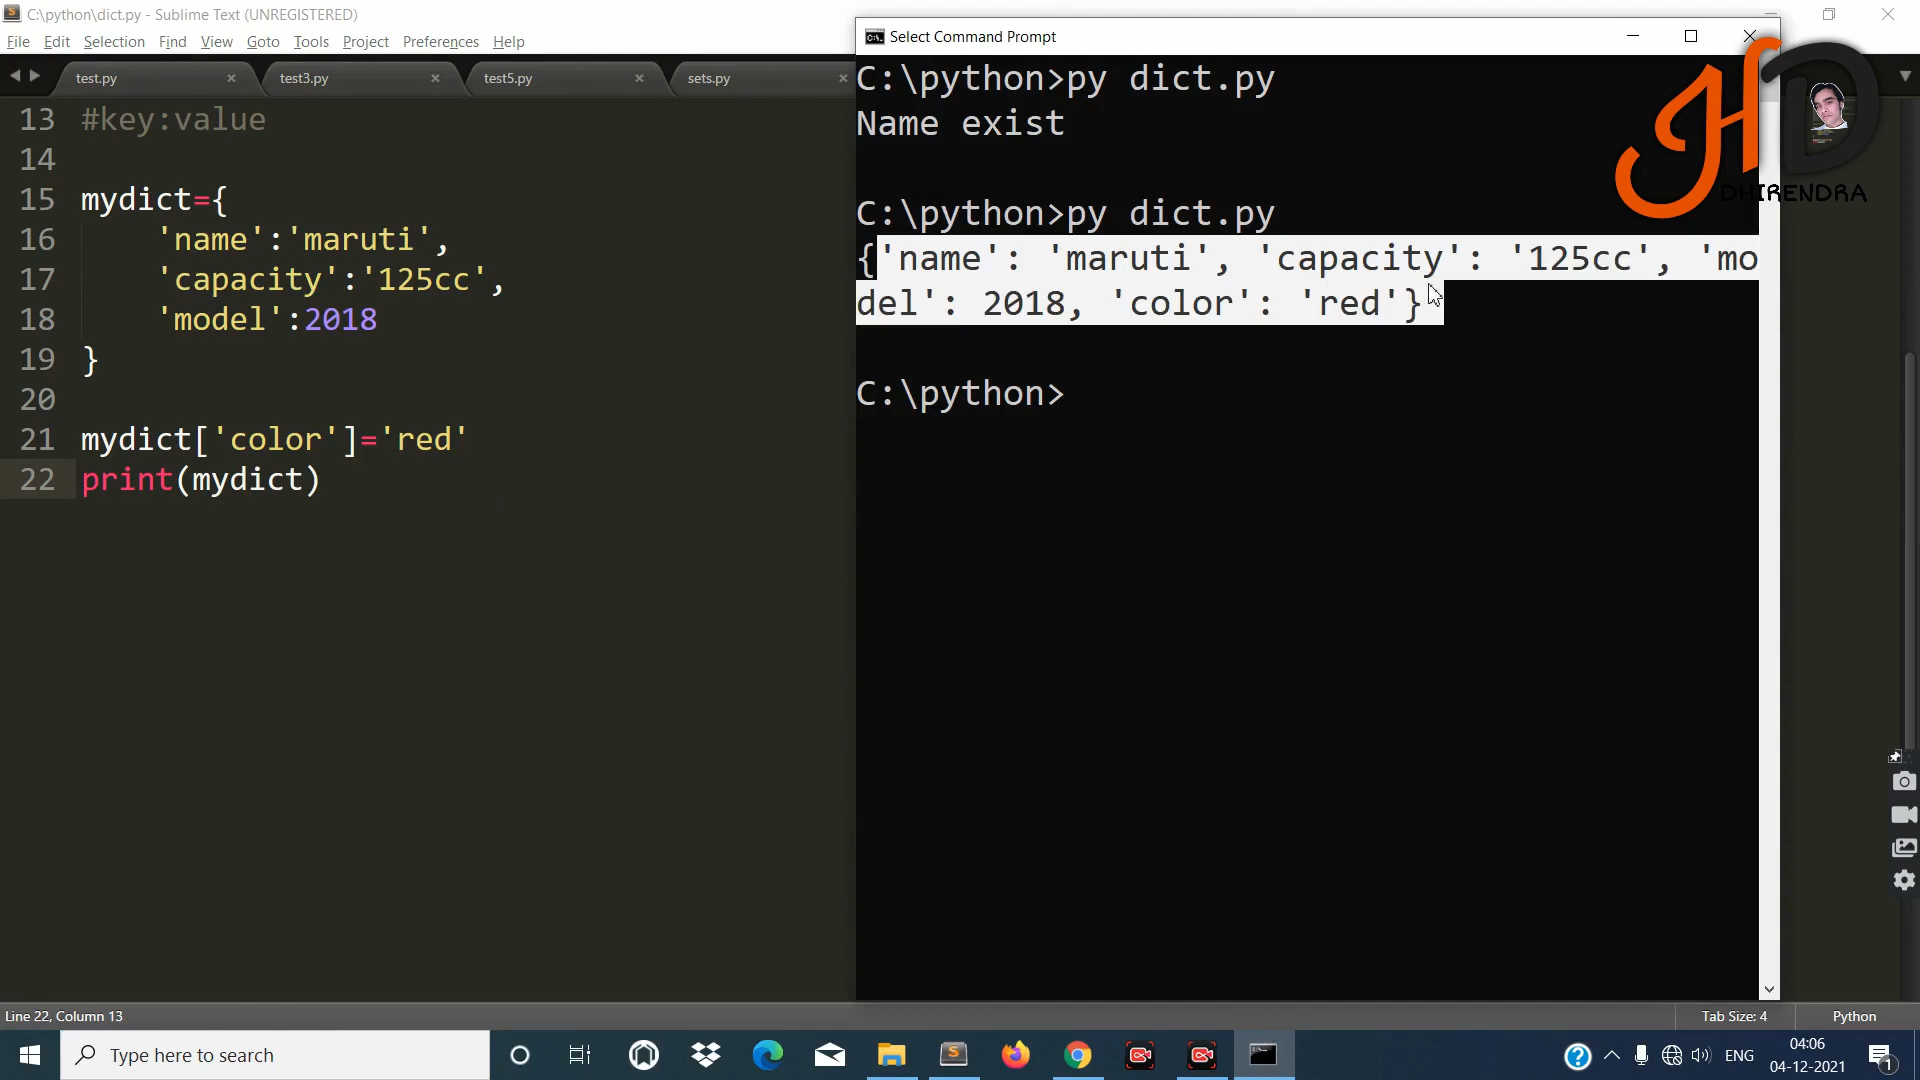 C:\python\dict.py - Sublime Text (UNREGISTERED)
File Edit Selection Find View Goto Tools Project Preferences Help
test.py test3.py test5.py sets.py
13 #key:value
14
15 mydict={
16 'name':'maruti',
17 'capacity':'125cc',
18 'model':2018
19 }
20
21 mydict['color']='red'
22 print(mydict)
Select Command Prompt
C:\python>py dict.py
Name exist
C:\python>py dict.py
{'name': 'maruti', 'capacity': '125cc', 'mo
del': 2018, 'color': 'red'}
C:\python>
HD
DHIRENDRA
Line 22, Column 13
Tab Size: 4
Python
Type here to search
ENG
04:06
04-12-2021
1